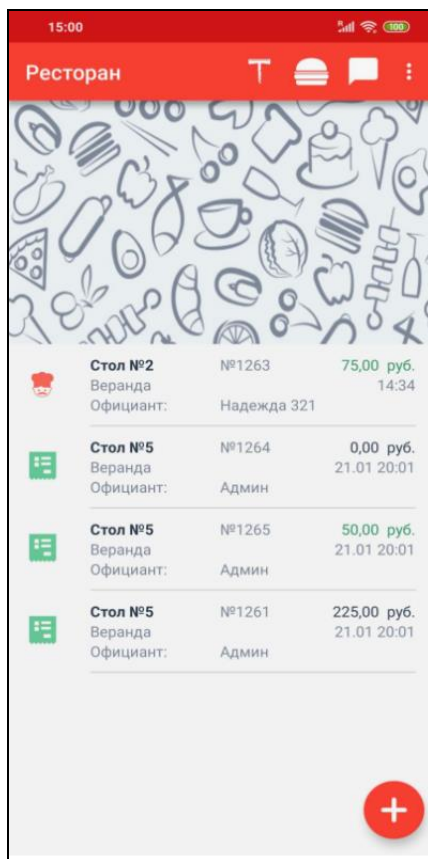 15:00 R 100
Ресторан
Стол №2 №1263 75,00 руб.
Веранда 14:34
Официант: Надежда 321
Стол №5 №1264 0,00 руб.
Веранда 21.01 20:01
Официант: Админ
Стол №5 №1265 50,00 руб.
Веранда 21.01 20:01
Официант: Админ
Стол №5 №1261 225,00 руб.
Веранда 21.01 20:01
Официант: Админ